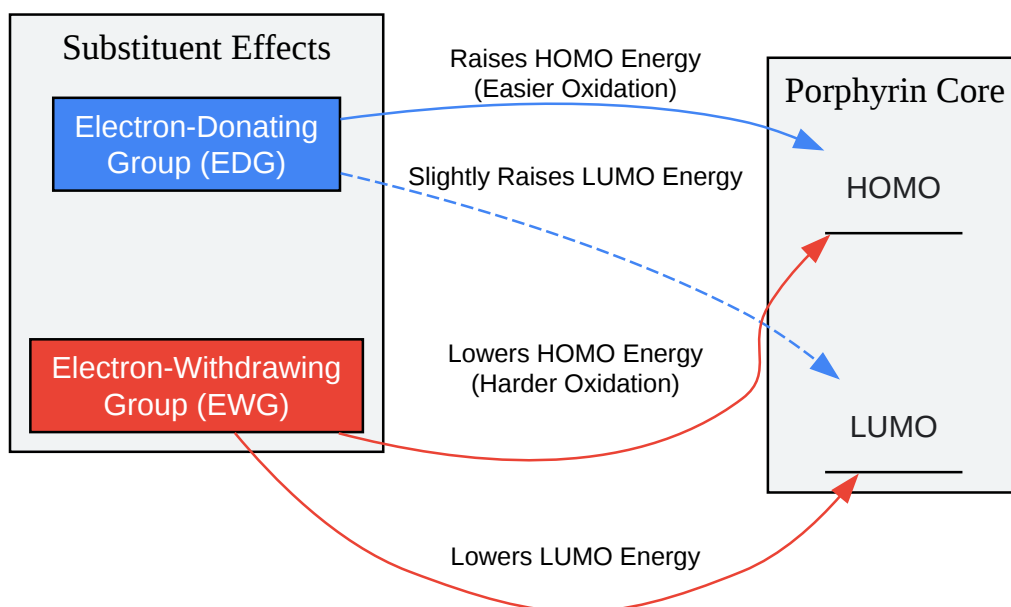 Substituent Effects
Electron-Donating
Group (EDG)
Electron-Withdrawing
Group (EWG)
Raises HOMO Energy
(Easier Oxidation)
Slightly Raises LUMO Energy
Lowers HOMO Energy
(Harder Oxidation)
Lowers LUMO Energy
Porphyrin Core
HOMO
LUMO